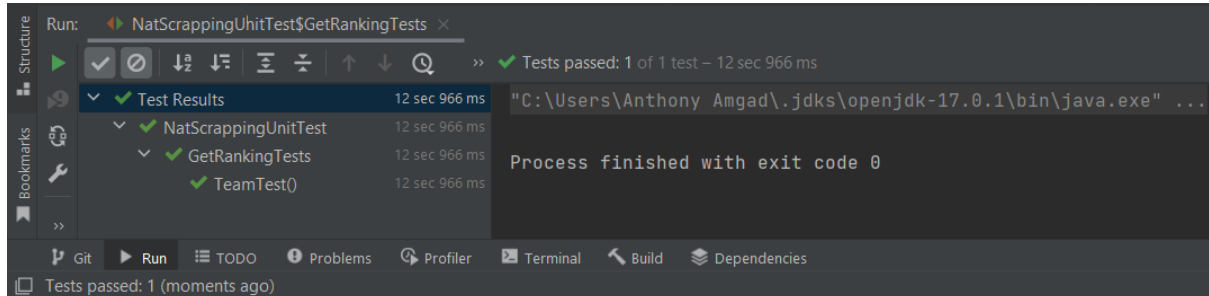 Structure
Bookmarks
Run: NatScrappingUhitTest$GetRankingTests ×
» Tests passed: 1 of 1 test – 12 sec 966 ms
Test Results 12 sec 966 ms
NatScrappingUnitTest 12 sec 966 ms
GetRankingTests 12 sec 966 ms
TeamTest() 12 sec 966 ms
"C:\Users\Anthony Amgad\.jdks\openjdk-17.0.1\bin\java.exe" ...
Process finished with exit code 0
»
Git Run TODO Problems Profiler Terminal Build Dependencies
Tests passed: 1 (moments ago)